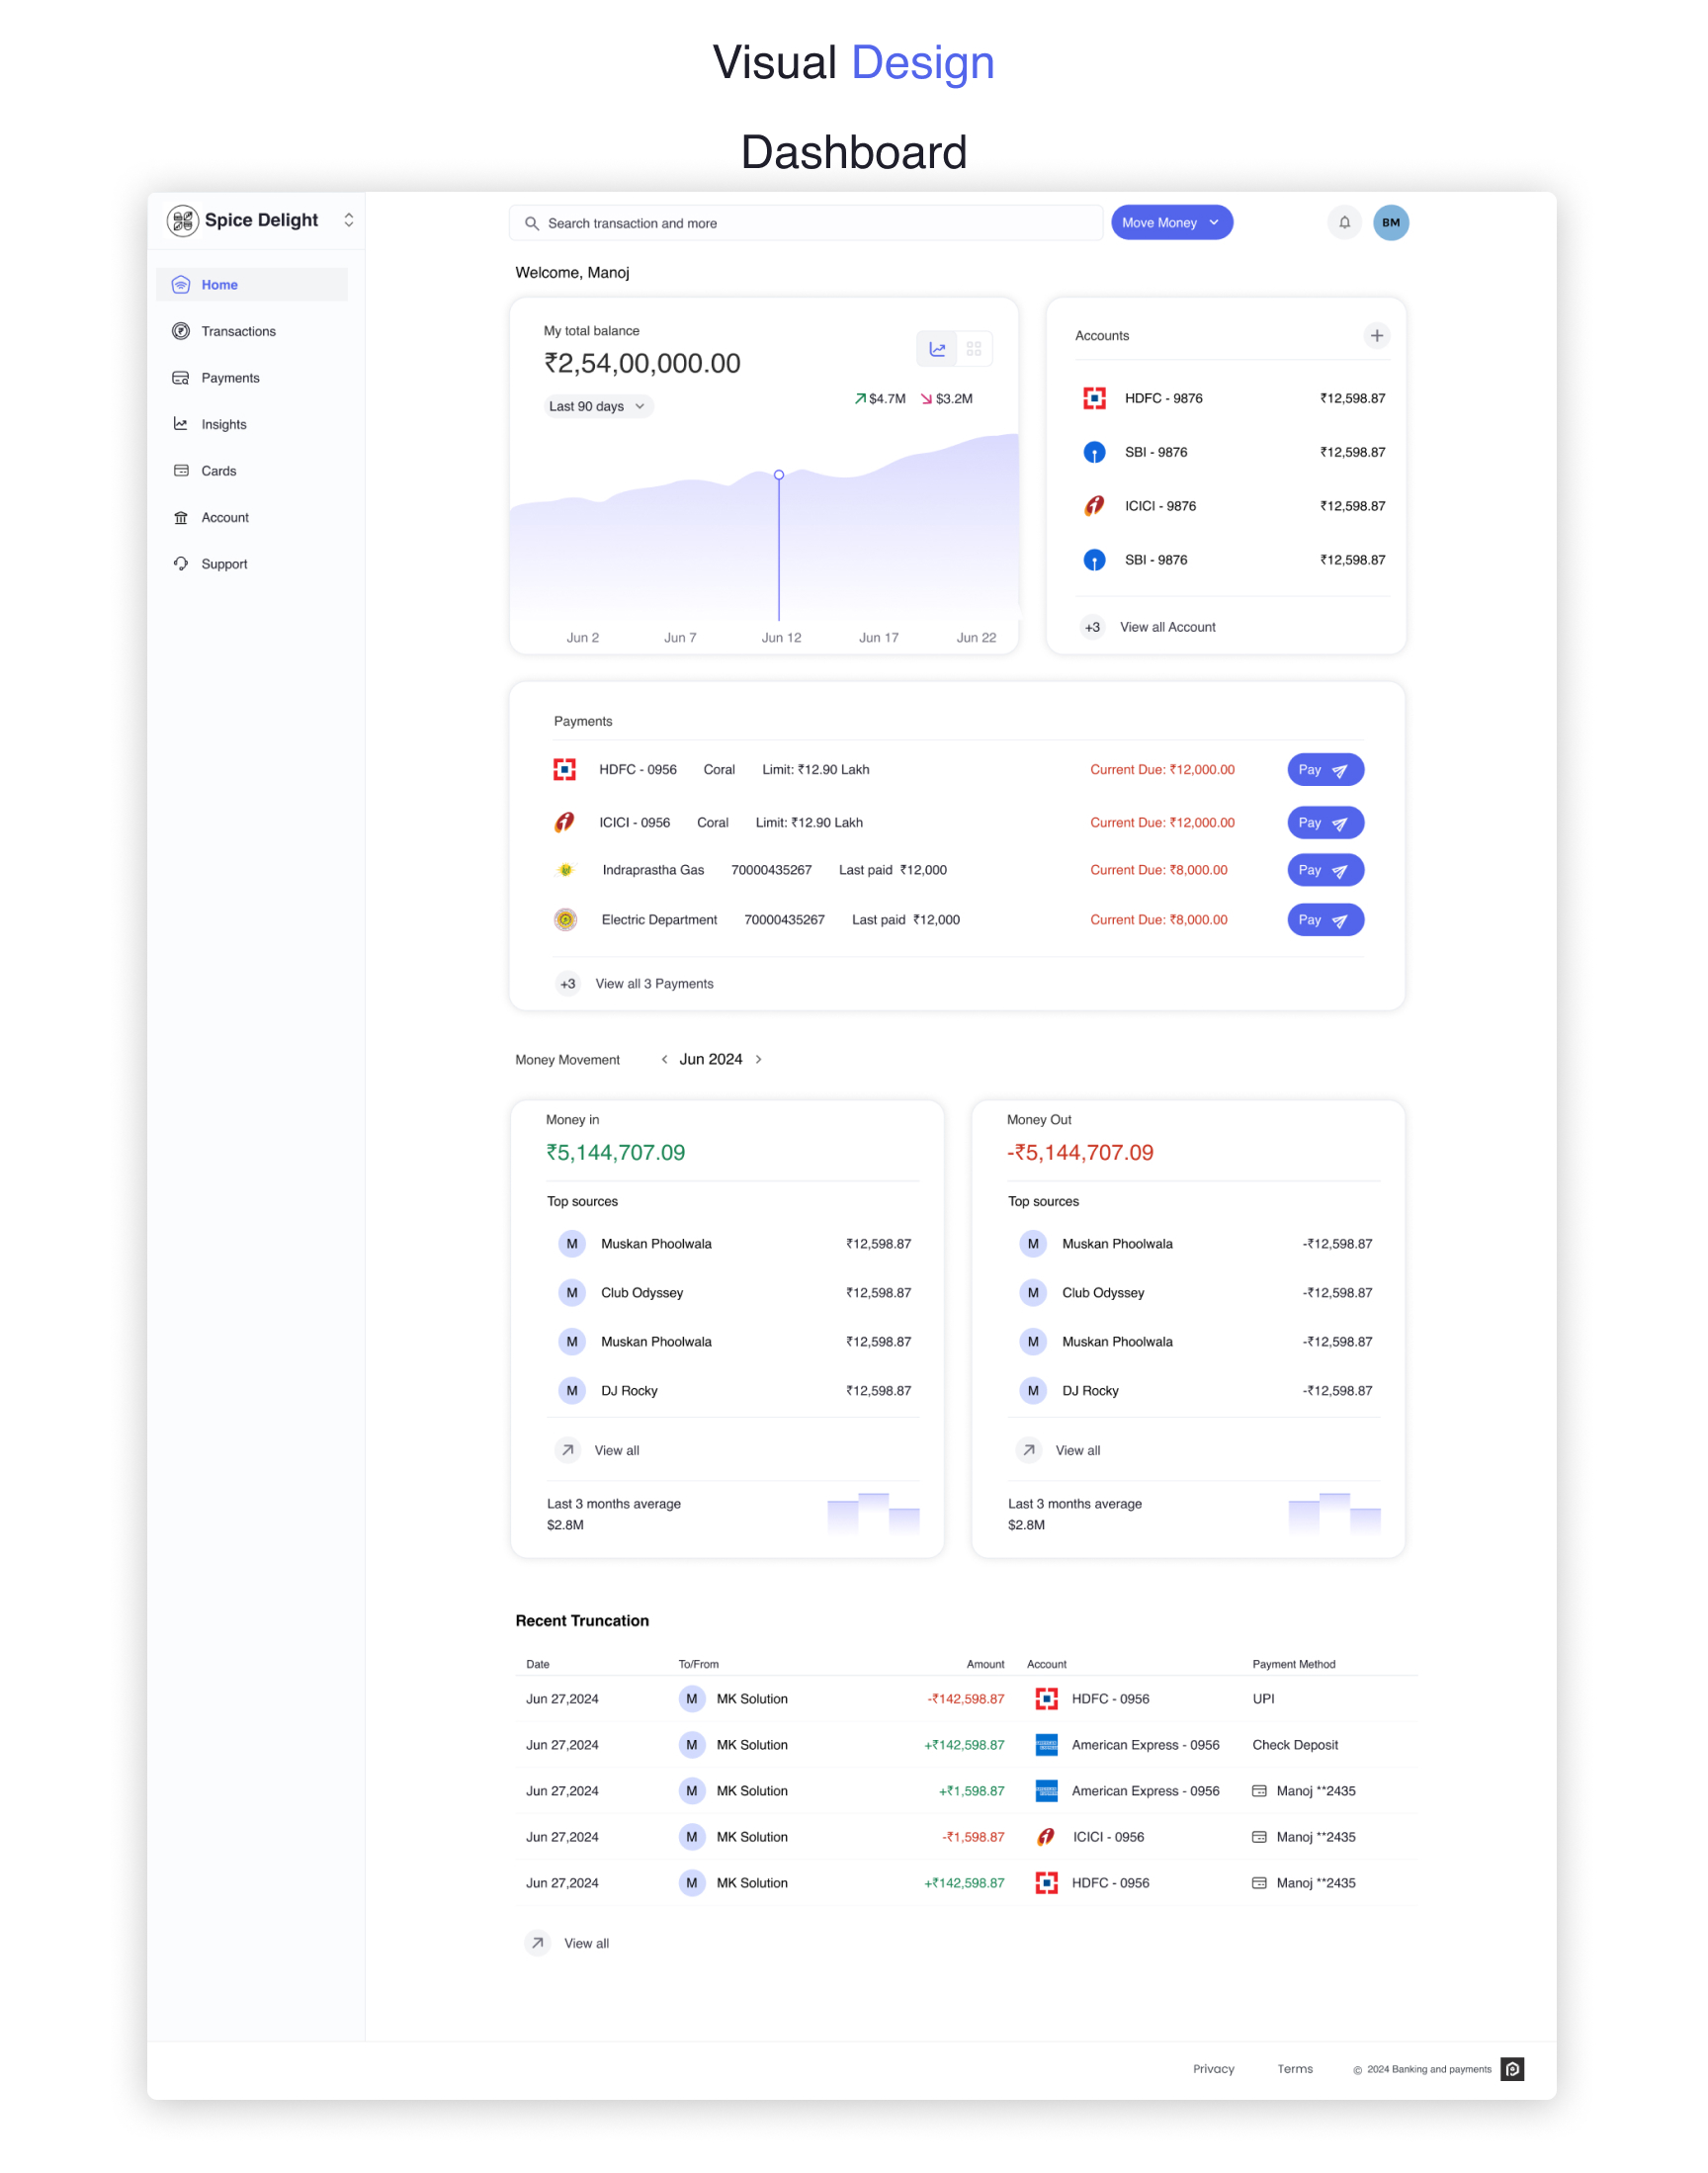 Visual Design
Dashboard
Spice Delight
Search transaction and more
Move Money
BM
Home
Transactions
Payments
Insights
Cards
Account
Support
Welcome, Manoj
My total balance
₹2,54,00,000.00
Last 90 days
$4.7M $3.2M
Jun 2 Jun 7 Jun 12 Jun 17 Jun 22
Accounts
HDFC - 9876 ₹12,598.87
SBI - 9876 ₹12,598.87
ICICI - 9876 ₹12,598.87
SBI - 9876 ₹12,598.87
+3 View all Account
Payments
HDFC - 0956 Coral Limit: ₹12.90 Lakh Current Due: ₹12,000.00 Pay
ICICI - 0956 Coral Limit: ₹12.90 Lakh Current Due: ₹12,000.00 Pay
Indraprastha Gas 70000435267 Last paid ₹12,000 Current Due: ₹8,000.00 Pay
Electric Department 70000435267 Last paid ₹12,000 Current Due: ₹8,000.00 Pay
+3 View all 3 Payments
Money Movement Jun 2024
Money in
₹5,144,707.09
Top sources
M Muskan Phoolwala ₹12,598.87
M Club Odyssey ₹12,598.87
M Muskan Phoolwala ₹12,598.87
M DJ Rocky ₹12,598.87
View all
Last 3 months average
$2.8M
Money Out
-₹5,144,707.09
Top sources
M Muskan Phoolwala -₹12,598.87
M Club Odyssey -₹12,598.87
M Muskan Phoolwala -₹12,598.87
M DJ Rocky -₹12,598.87
View all
Last 3 months average
$2.8M
Recent Truncation
Date To/From Amount Account Payment Method
Jun 27,2024 M MK Solution -₹142,598.87 HDFC - 0956 UPI
Jun 27,2024 M MK Solution +₹142,598.87 American Express - 0956 Check Deposit
Jun 27,2024 M MK Solution +₹1,598.87 American Express - 0956 Manoj **2435
Jun 27,2024 M MK Solution -₹1,598.87 ICICI - 0956 Manoj **2435
Jun 27,2024 M MK Solution +₹142,598.87 HDFC - 0956 Manoj **2435
View all
Privacy Terms © 2024 Banking and payments